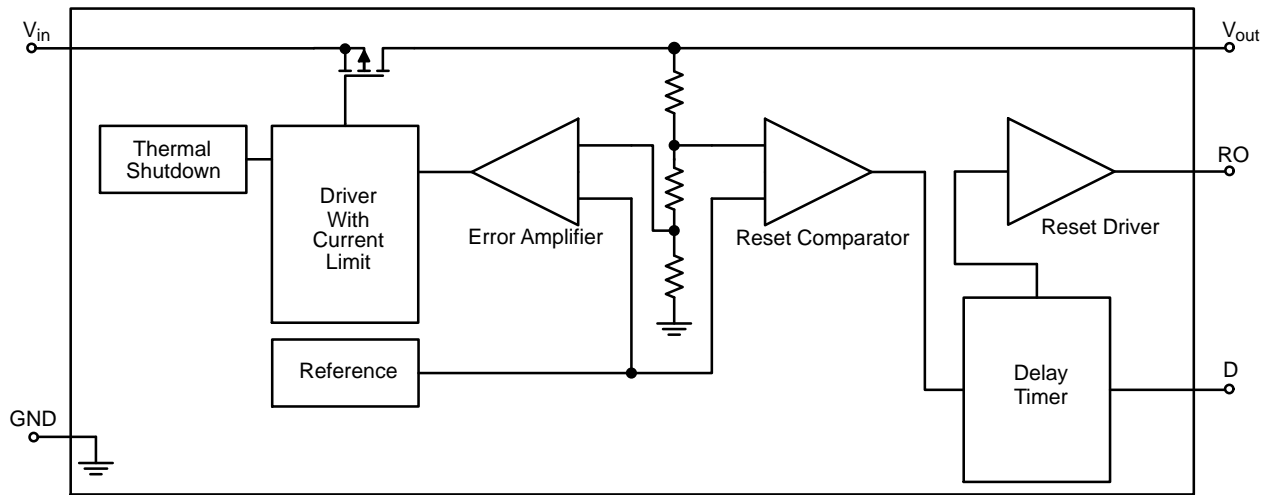 Vin
Vout
Thermal
Shutdown
Driver
With
Current
Limit
Error Amplifier
Reset Comparator
Reset Driver
RO
Reference
Delay
Timer
D
GND